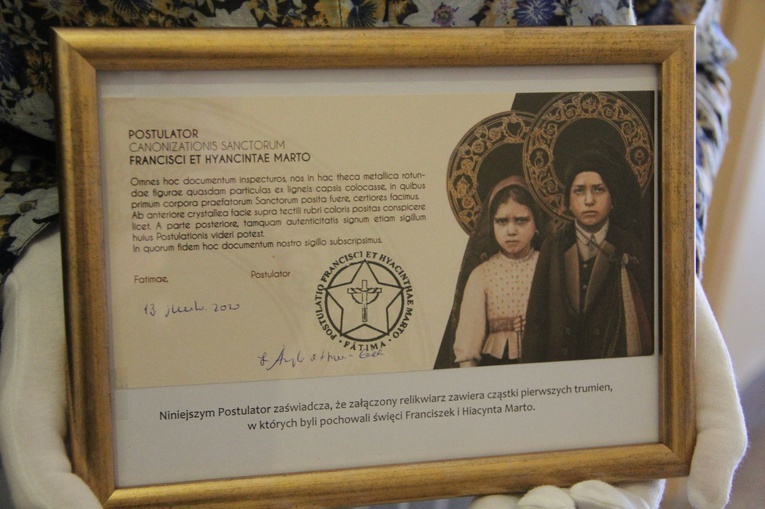 POSTULATOR
CANONIZATIONIS SANCTORUM
FRANCISCI ET HYANCINTAE MARTO
Omnes hoc documentum inspecturos, nos in hac theca metallica rotun-
dae figurae quasdam particulas ex ligneis capsis colocasse, in quibus
primum corpora praefatorum Sanctorum posita fuere, certiores facimus.
Ab anteriore crystallea facie supra tectili rubri coloris positas conspicere
licet. A parte posteriore, tamquam autenticitatis signum etiam sigillum
huius Postulationis videri potest.
In quorum fidem hoc documentum nostro sigillo subscripsimus.
Fatimae,
Postulator
13 2020
POSTULATIO FRANCISCI ET HYACINTHAE MARTO
· FÁTIMA ·
Niniejszym Postulator zaświadcza, że załączony relikwiarz zawiera cząstki pierwszych trumien,
w których byli pochowali święci Franciszek i Hiacynta Marto.